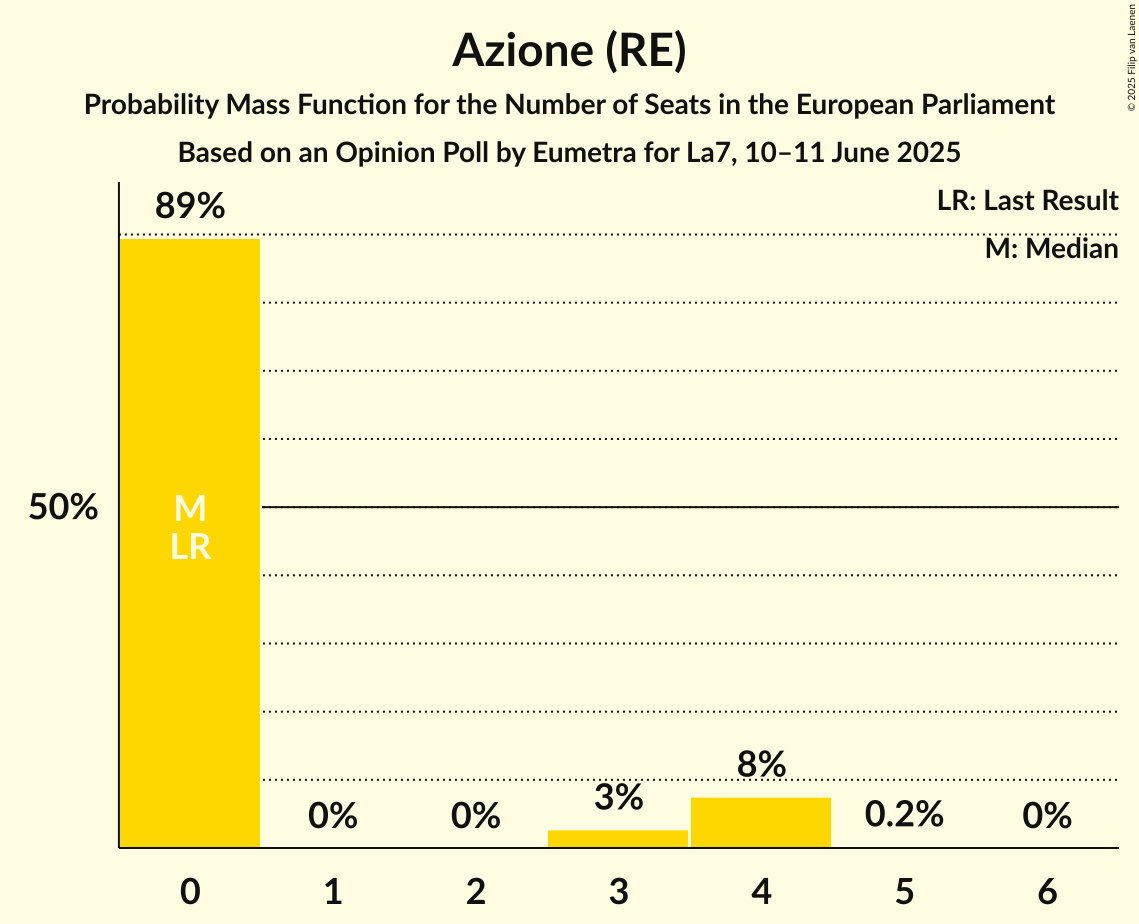 Azione (RE)
Probability Mass Function for the Number of Seats in the European Parliament
Based on an Opinion Poll by Eumetra for La7, 10–11 June 2025
© 2025 Filip van Laenen
LR: Last Result
M: Median
89%
50%
M
LR
0%
0%
3%
8%
0.2%
0%
0
1
2
3
4
5
6